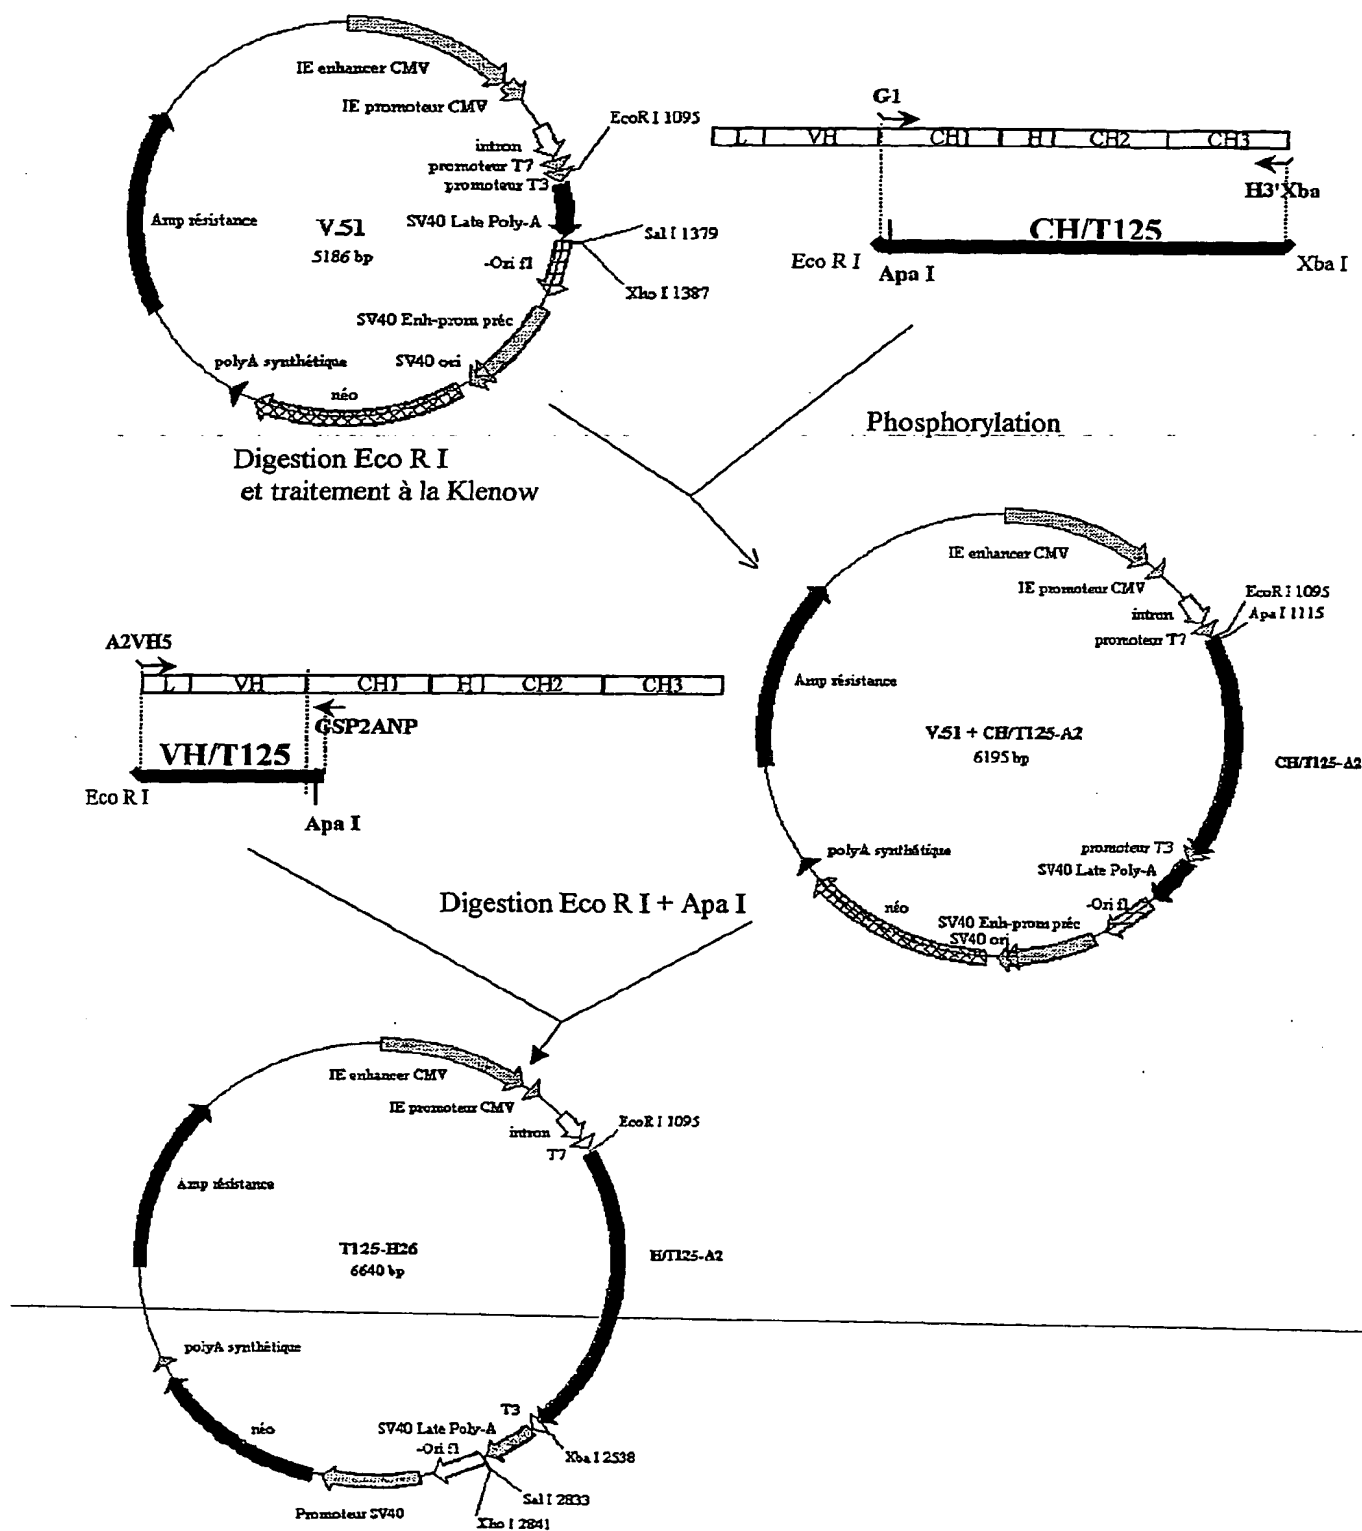 IE enhancer CMV
IE promoteur CMV
EcoR I 1095
intron
promoteur T7
promoteur T3
Amp résistance
V.51
5186 bp
SV40 Late Poly-A
Sal I 1379
-Ori f1
Xho I 1387
SV40 Enh-prom préc
polyA synthétique
SV40 ori
néo
G1
L VH CH1 H CH2 CH3
H3'Xba
CH/T125
Eco R I
Apa I
Xba I
Phosphorylation
Digestion Eco R I
et traitement à la Klenow
IE enhancer CMV
IE promoteur CMV
EcoR I 1095
Apa I 1115
intron
promoteur T7
Amp résistance
V.51 + CH/T125-A2
6195 bp
CH/T125-A2
polyA synthétique
promoteur T3
SV40 Late Poly-A
-Ori f1
néo
SV40 Enh-prom préc
SV40 ori
A2VH5
L VH CH1 H CH2 CH3
GSP2ANP
VH/T125
Eco R I
Apa I
Digestion Eco R I + Apa I
IE enhancer CMV
IE promoteur CMV
EcoR I 1095
intron
T7
Amp résistance
T125-H26
6640 bp
H/T125-A2
polyA synthétique
T3
SV40 Late Poly-A
néo
-Ori f1
Xba I 2538
Sal I 2833
Promoteur SV40
Xho I 2841